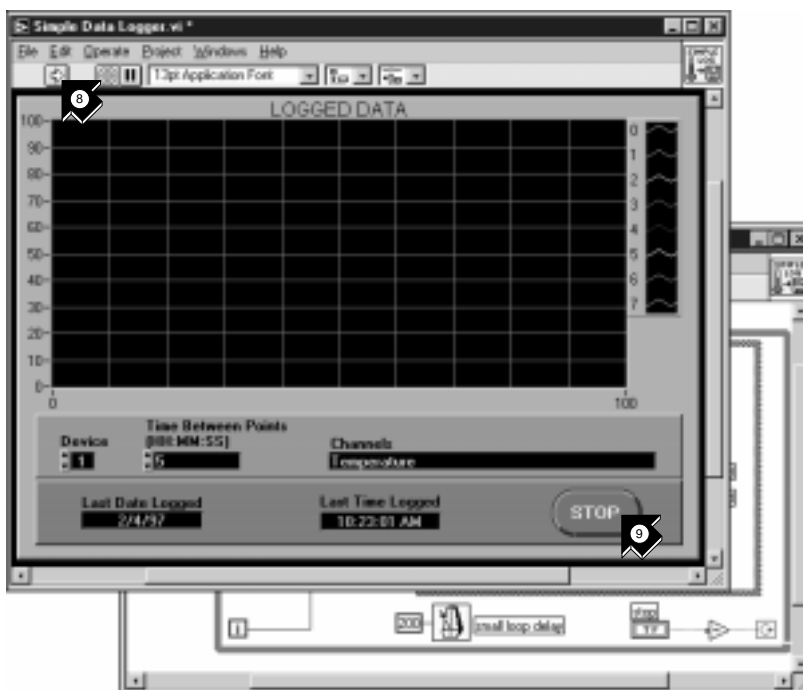 Simple Data Logger.vi *
File Edit Operate Project Windows Help
13pt Application Font
8
LOGGED DATA
100
90
80
70
60
50
40
30
20
10
0
0 100
0
1
2
3
4
5
6
7
Device
1
Time Between Points
(HH:MM:SS)
5
Channels
Temperature
Last Date Logged
2/4/97
Last Time Logged
10:23:01 AM
STOP
9
i
200
small loop delay
stop
TF